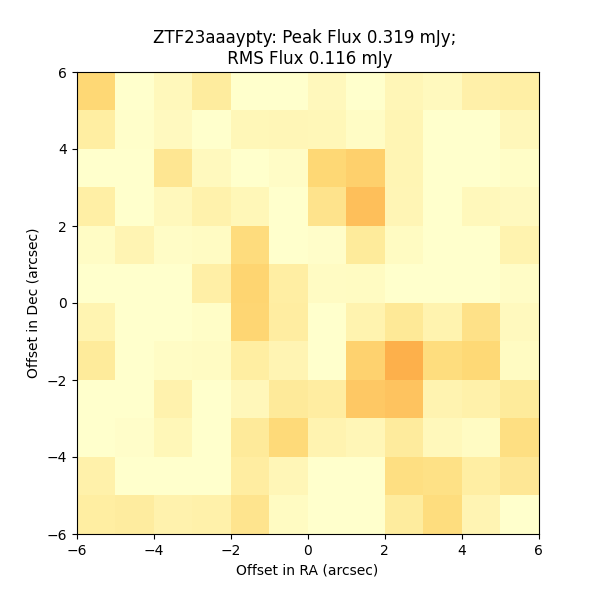 ZTF23aaaypty: Peak Flux 0.319 mJy;
RMS Flux 0.116 mJy
6
4
2
0
−2
−4
−6
Offset in Dec (arcsec)
−6 −4 −2 0 2 4 6
Offset in RA (arcsec)